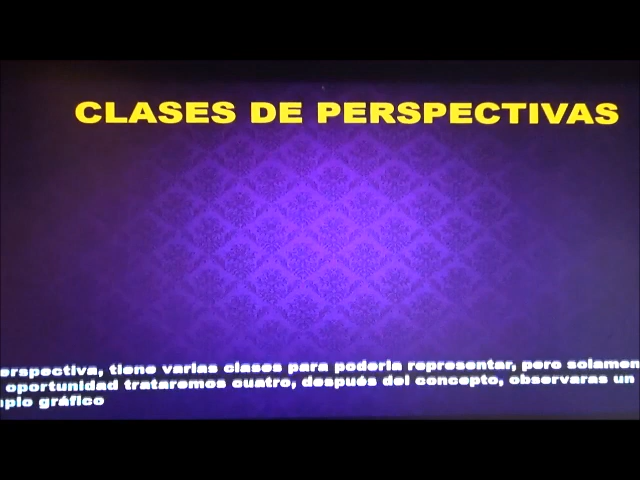 CLASES DE PERSPECTIVAS
erspectiva, tiene varias clases para poderla representar, pero solamen
oportunidad trataremos cuatro, después del concepto, observaras un
plo gráfico